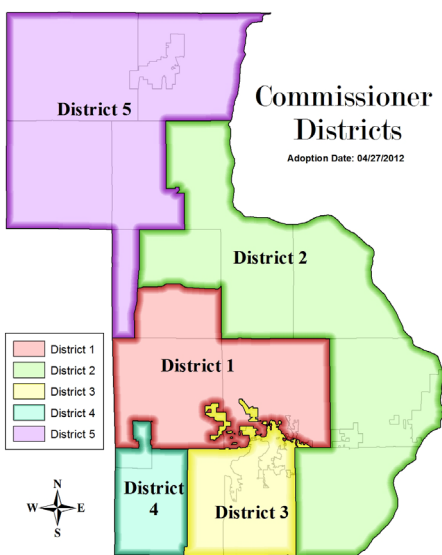 Commissioner
Districts
Adoption Date: 04/27/2012
District 5
District 2
District 1
District
4
District 3
District 1
District 2
District 3
District 4
District 5
N
W
E
S